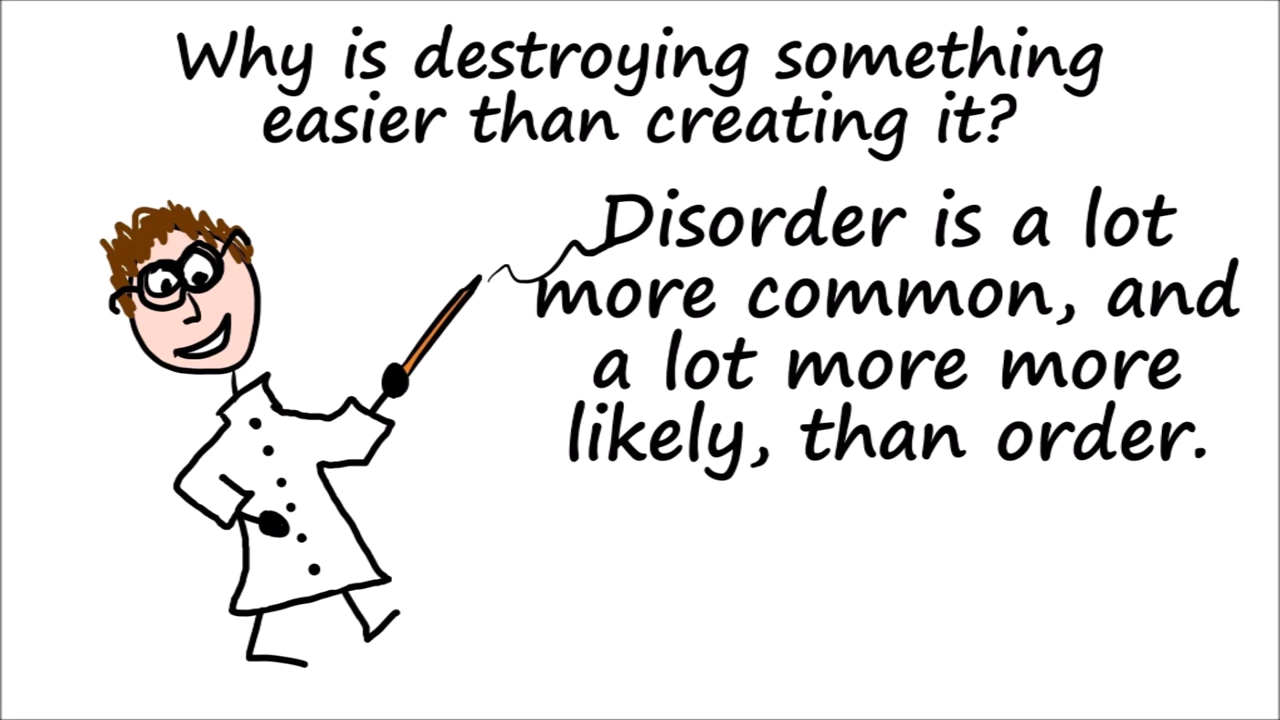 Why is destroying something
easier than creating it?
Disorder is a lot
more common, and
a lot more more
likely, than order.